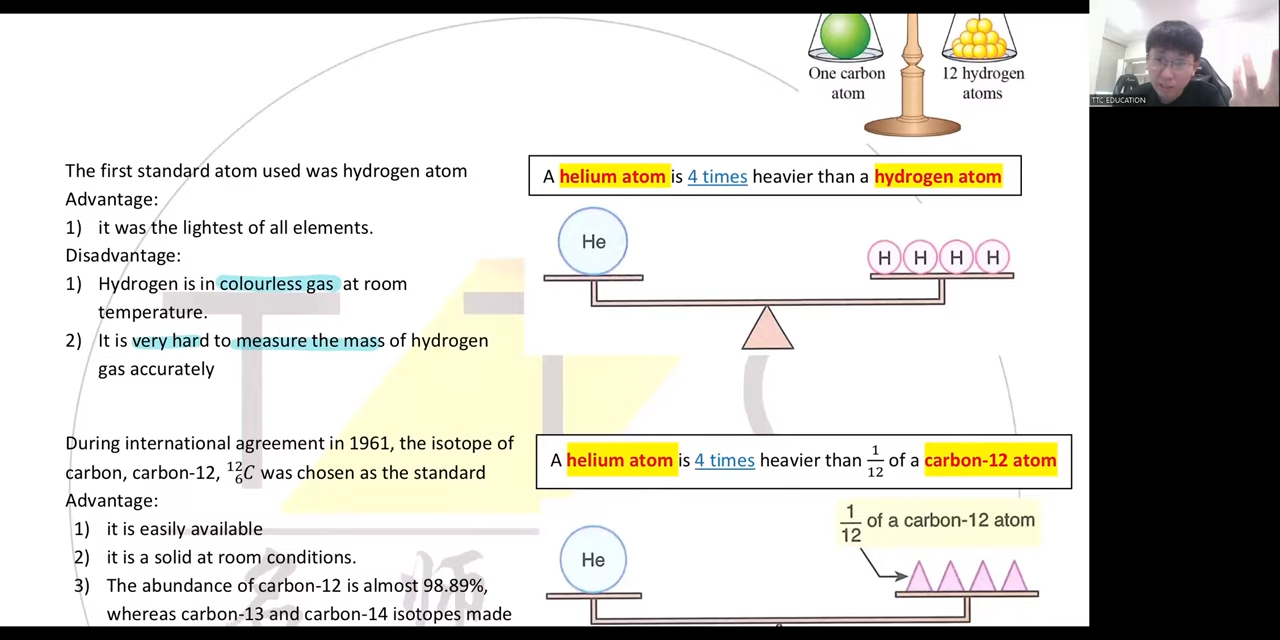 One carbon
atom
12 hydrogen
atoms
TTC EDUCATION
The first standard atom used was hydrogen atom
Advantage:
1) it was the lightest of all elements.
Disadvantage:
1) Hydrogen is in colourless gas at room
temperature.
2) It is very hard to measure the mass of hydrogen
gas accurately
A helium atom is 4 times heavier than a hydrogen atom
He
H H H H
During international agreement in 1961, the isotope of
carbon, carbon-12, ¹²₆C was chosen as the standard
Advantage:
1) it is easily available
2) it is a solid at room conditions.
3) The abundance of carbon-12 is almost 98.89%,
whereas carbon-13 and carbon-14 isotopes made
A helium atom is 4 times heavier than 1/12 of a carbon-12 atom
1/12 of a carbon-12 atom
He
TTC
师